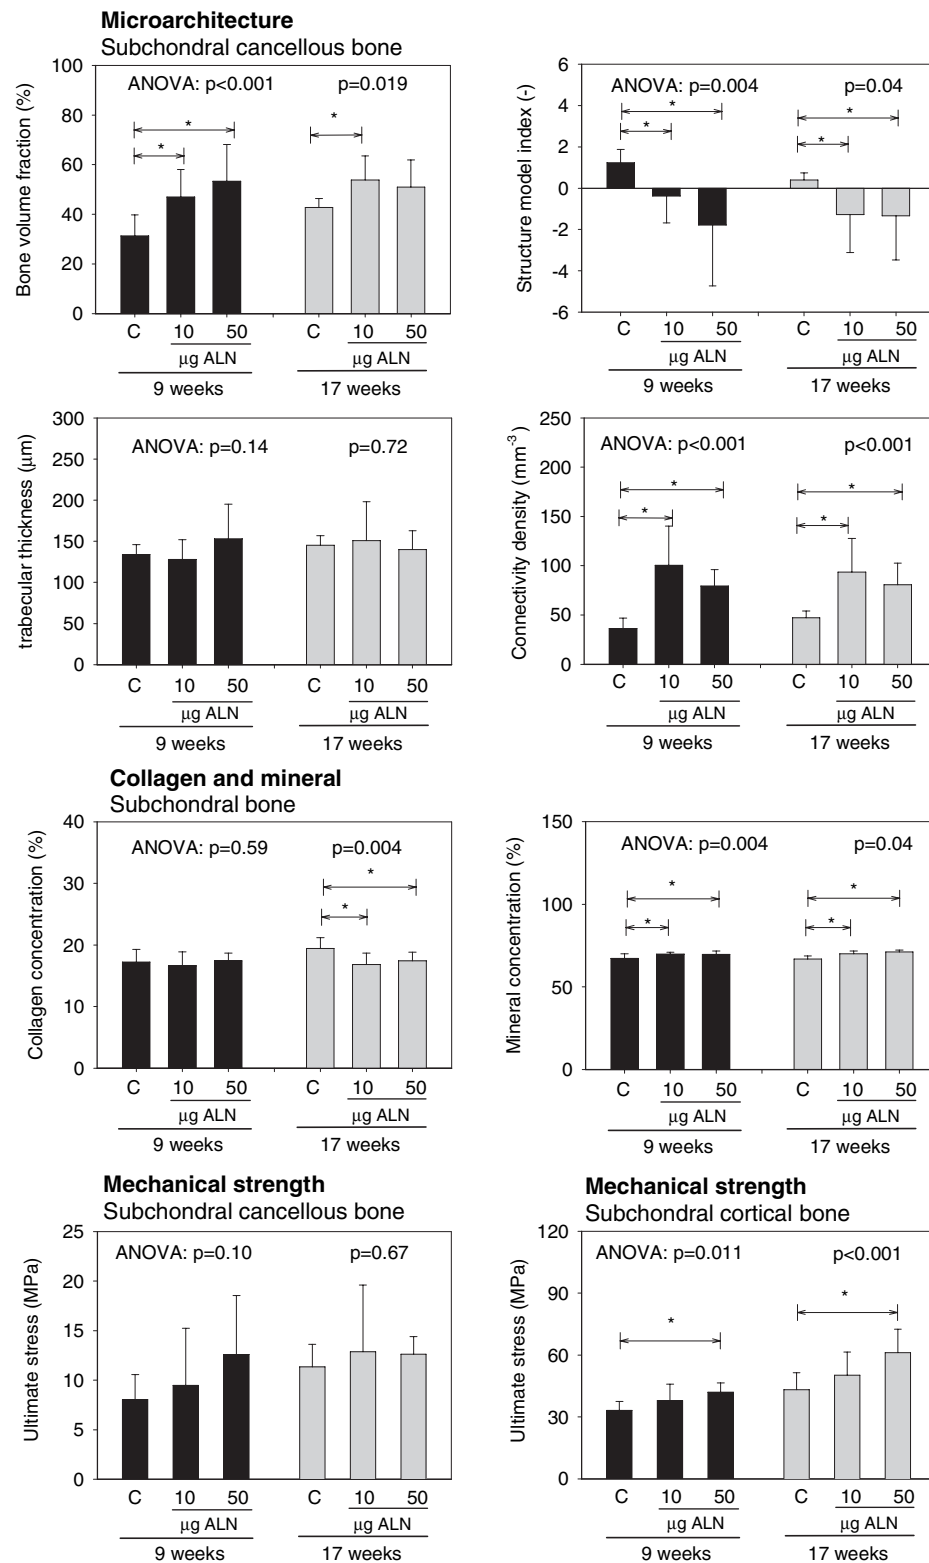 Microarchitecture
Subchondral cancellous bone
Bone volume fraction (%)
100
80
60
40
20
0
ANOVA: p<0.001
p=0.019
*
*
*
C 10 50 C 10 50
μg ALN μg ALN
9 weeks 17 weeks
Structure model index (-)
6
4
2
0
-2
-4
-6
ANOVA: p=0.004
p=0.04
*
*
*
*
C 10 50 C 10 50
μg ALN μg ALN
9 weeks 17 weeks
trabecular thickness (μm)
300
250
200
150
100
50
0
ANOVA: p=0.14
p=0.72
C 10 50 C 10 50
μg ALN μg ALN
9 weeks 17 weeks
Connectivity density (mm-3)
250
200
150
100
50
0
ANOVA: p<0.001
p<0.001
*
*
*
*
C 10 50 C 10 50
μg ALN μg ALN
9 weeks 17 weeks
Collagen and mineral
Subchondral bone
Collagen concentration (%)
40
30
20
10
0
ANOVA: p=0.59
p=0.004
*
*
C 10 50 C 10 50
μg ALN μg ALN
9 weeks 17 weeks
Mineral concentration (%)
150
100
50
0
ANOVA: p=0.004
p=0.04
*
*
*
*
C 10 50 C 10 50
μg ALN μg ALN
9 weeks 17 weeks
Mechanical strength
Subchondral cancellous bone
Ultimate stress (MPa)
25
20
15
10
5
0
ANOVA: p=0.10
p=0.67
C 10 50 C 10 50
μg ALN μg ALN
9 weeks 17 weeks
Mechanical strength
Subchondral cortical bone
Ultimate stress (MPa)
120
90
60
30
0
ANOVA: p=0.011
p<0.001
*
*
C 10 50 C 10 50
μg ALN μg ALN
9 weeks 17 weeks